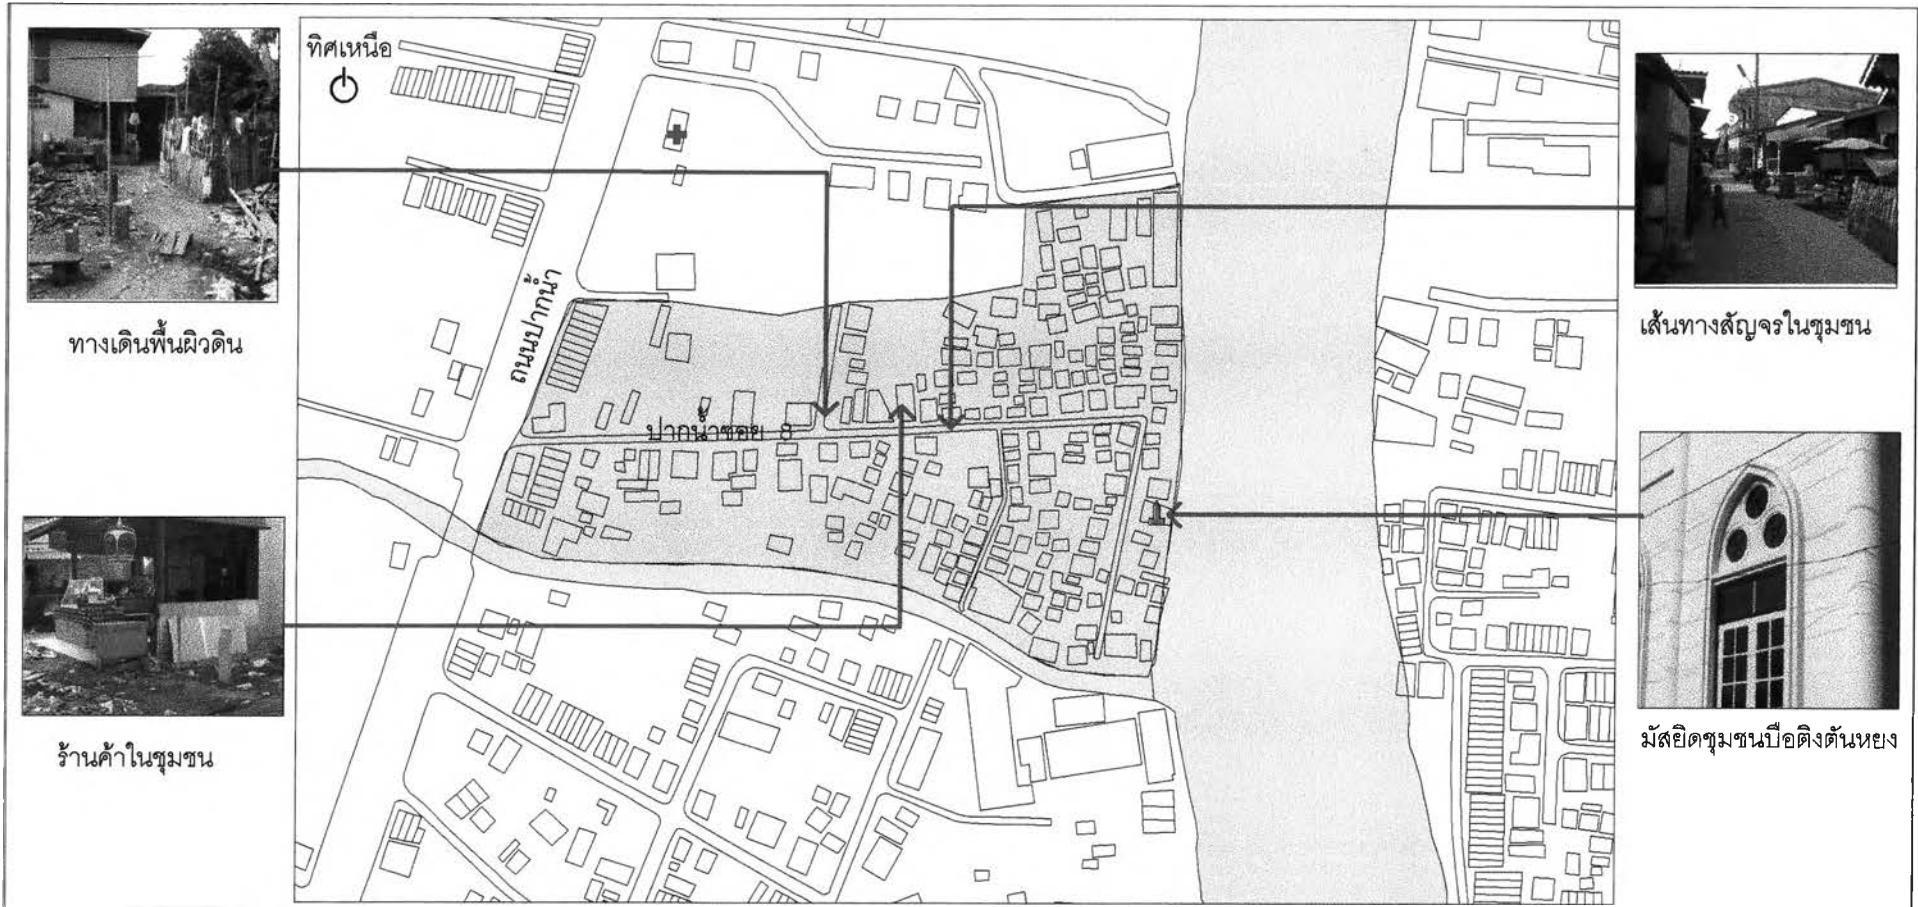 ทิศเหนือ
ทางเดินพื้นผิวดิน
ถนนปากน้ำ
เส้นทางสัญจรในชุมชน
ปากน้ำซอย 8
ร้านค้าในชุมชน
มัสยิดชุมชนบือติงตันหยง